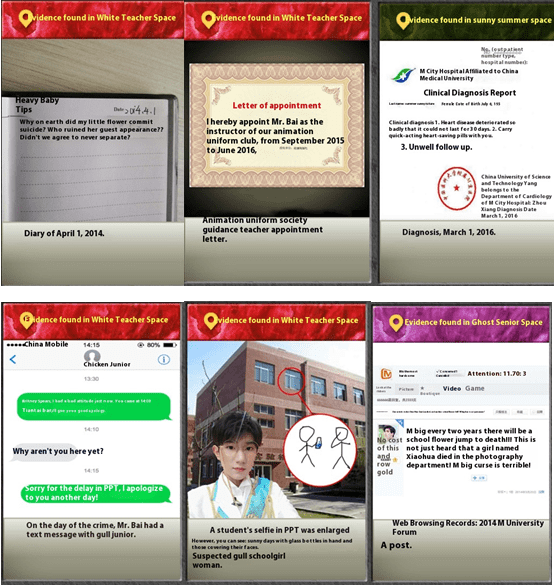 Evidence found in White Teacher Space
Heavy Baby
Tips
Date 2014.4.1
Why on earth did my little flower commit
suicide? Who ruined her guest appearance??
Didn't we agree to never separate?
Diary of April 1, 2014.
Evidence found in White Teacher Space
Letter of appointment
I hereby appoint Mr. Bai as the
instructor of our animation
uniform club, from September 2015
to June 2016,
Animation uniform society
guidance teacher appointment
letter.
Evidence found in sunny summer space
No. (outpatient
number type,
hospital number):
M City Hospital Affiliated to China
Medical University
Clinical Diagnosis Report
Female Date of Birth July 6, 193
Clinical diagnosis 1. Heart disease deteriorated so
badly that it could not last for 30 days. 2. Carry
quick-acting heart-saving pills with you.
3. Unwell follow up.
China University of Science
and Technology Yang
belongs to the
Department of Cardiology
of M City Hospital: Zhou
Xiang Diagnosis Date
March 1, 2016
Diagnosis, March 1, 2016.
Evidence found in White Teacher Space
China Mobile 14:15 80%
Chicken Junior
13:30
14:10
Why aren't you here yet?
14:15
Sorry for the delay in PPT, I apologize
to you another day!
On the day of the crime, Mr. Bai had a
text message with gull junior.
Evidence found in White Teacher Space
A student's selfie in PPT was enlarged
However, you can see: sunny days with glass bottles in hand and
those covering their faces.
Suspected gull schoolgirl
woman.
Evidence found in Ghost Senior Space
Attention: 11.70: 3
Picture
Boutique
Video Game
No cost
of this
and
row
gold
M big every two years there will be a
school flower jump to death!!! This is
not just heard that a girl named
Xiaohua died in the photography
department! M big curse is terrible!
Web Browsing Records: 2014 M University
Forum
A post.